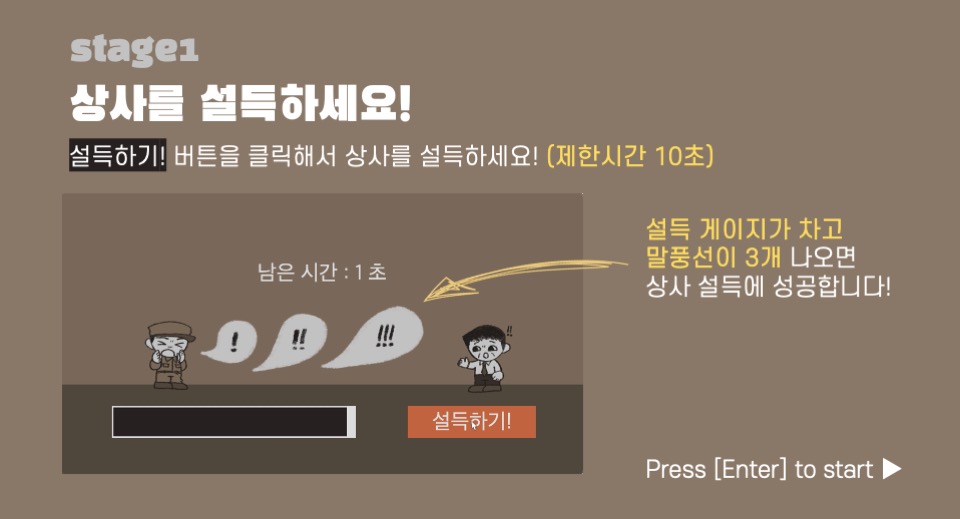 stage1
상사를 설득하세요!
설득하기! 버튼을 클릭해서 상사를 설득하세요! (제한시간 10초)
설득 게이지가 차고
말풍선이 3개 나오면
상사 설득에 성공합니다!
남은 시간 : 1 초
! !! !!! !!
설득하기!
Press [Enter] to start ▶